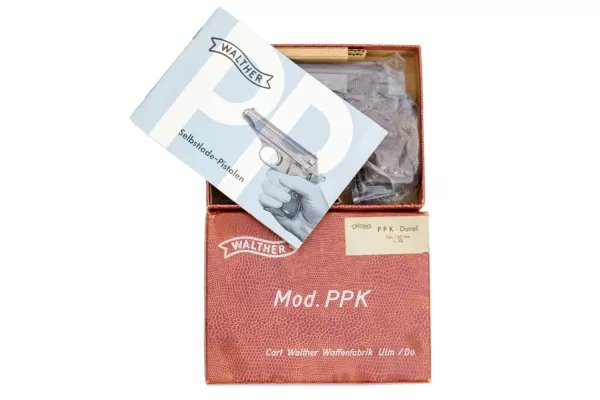 WALTHER
PP
Selbstlade-Pistolen
WALTHER
PPK - Dural
Mod. PPK
Carl Walther Waffenfabrik Ulm /Do.